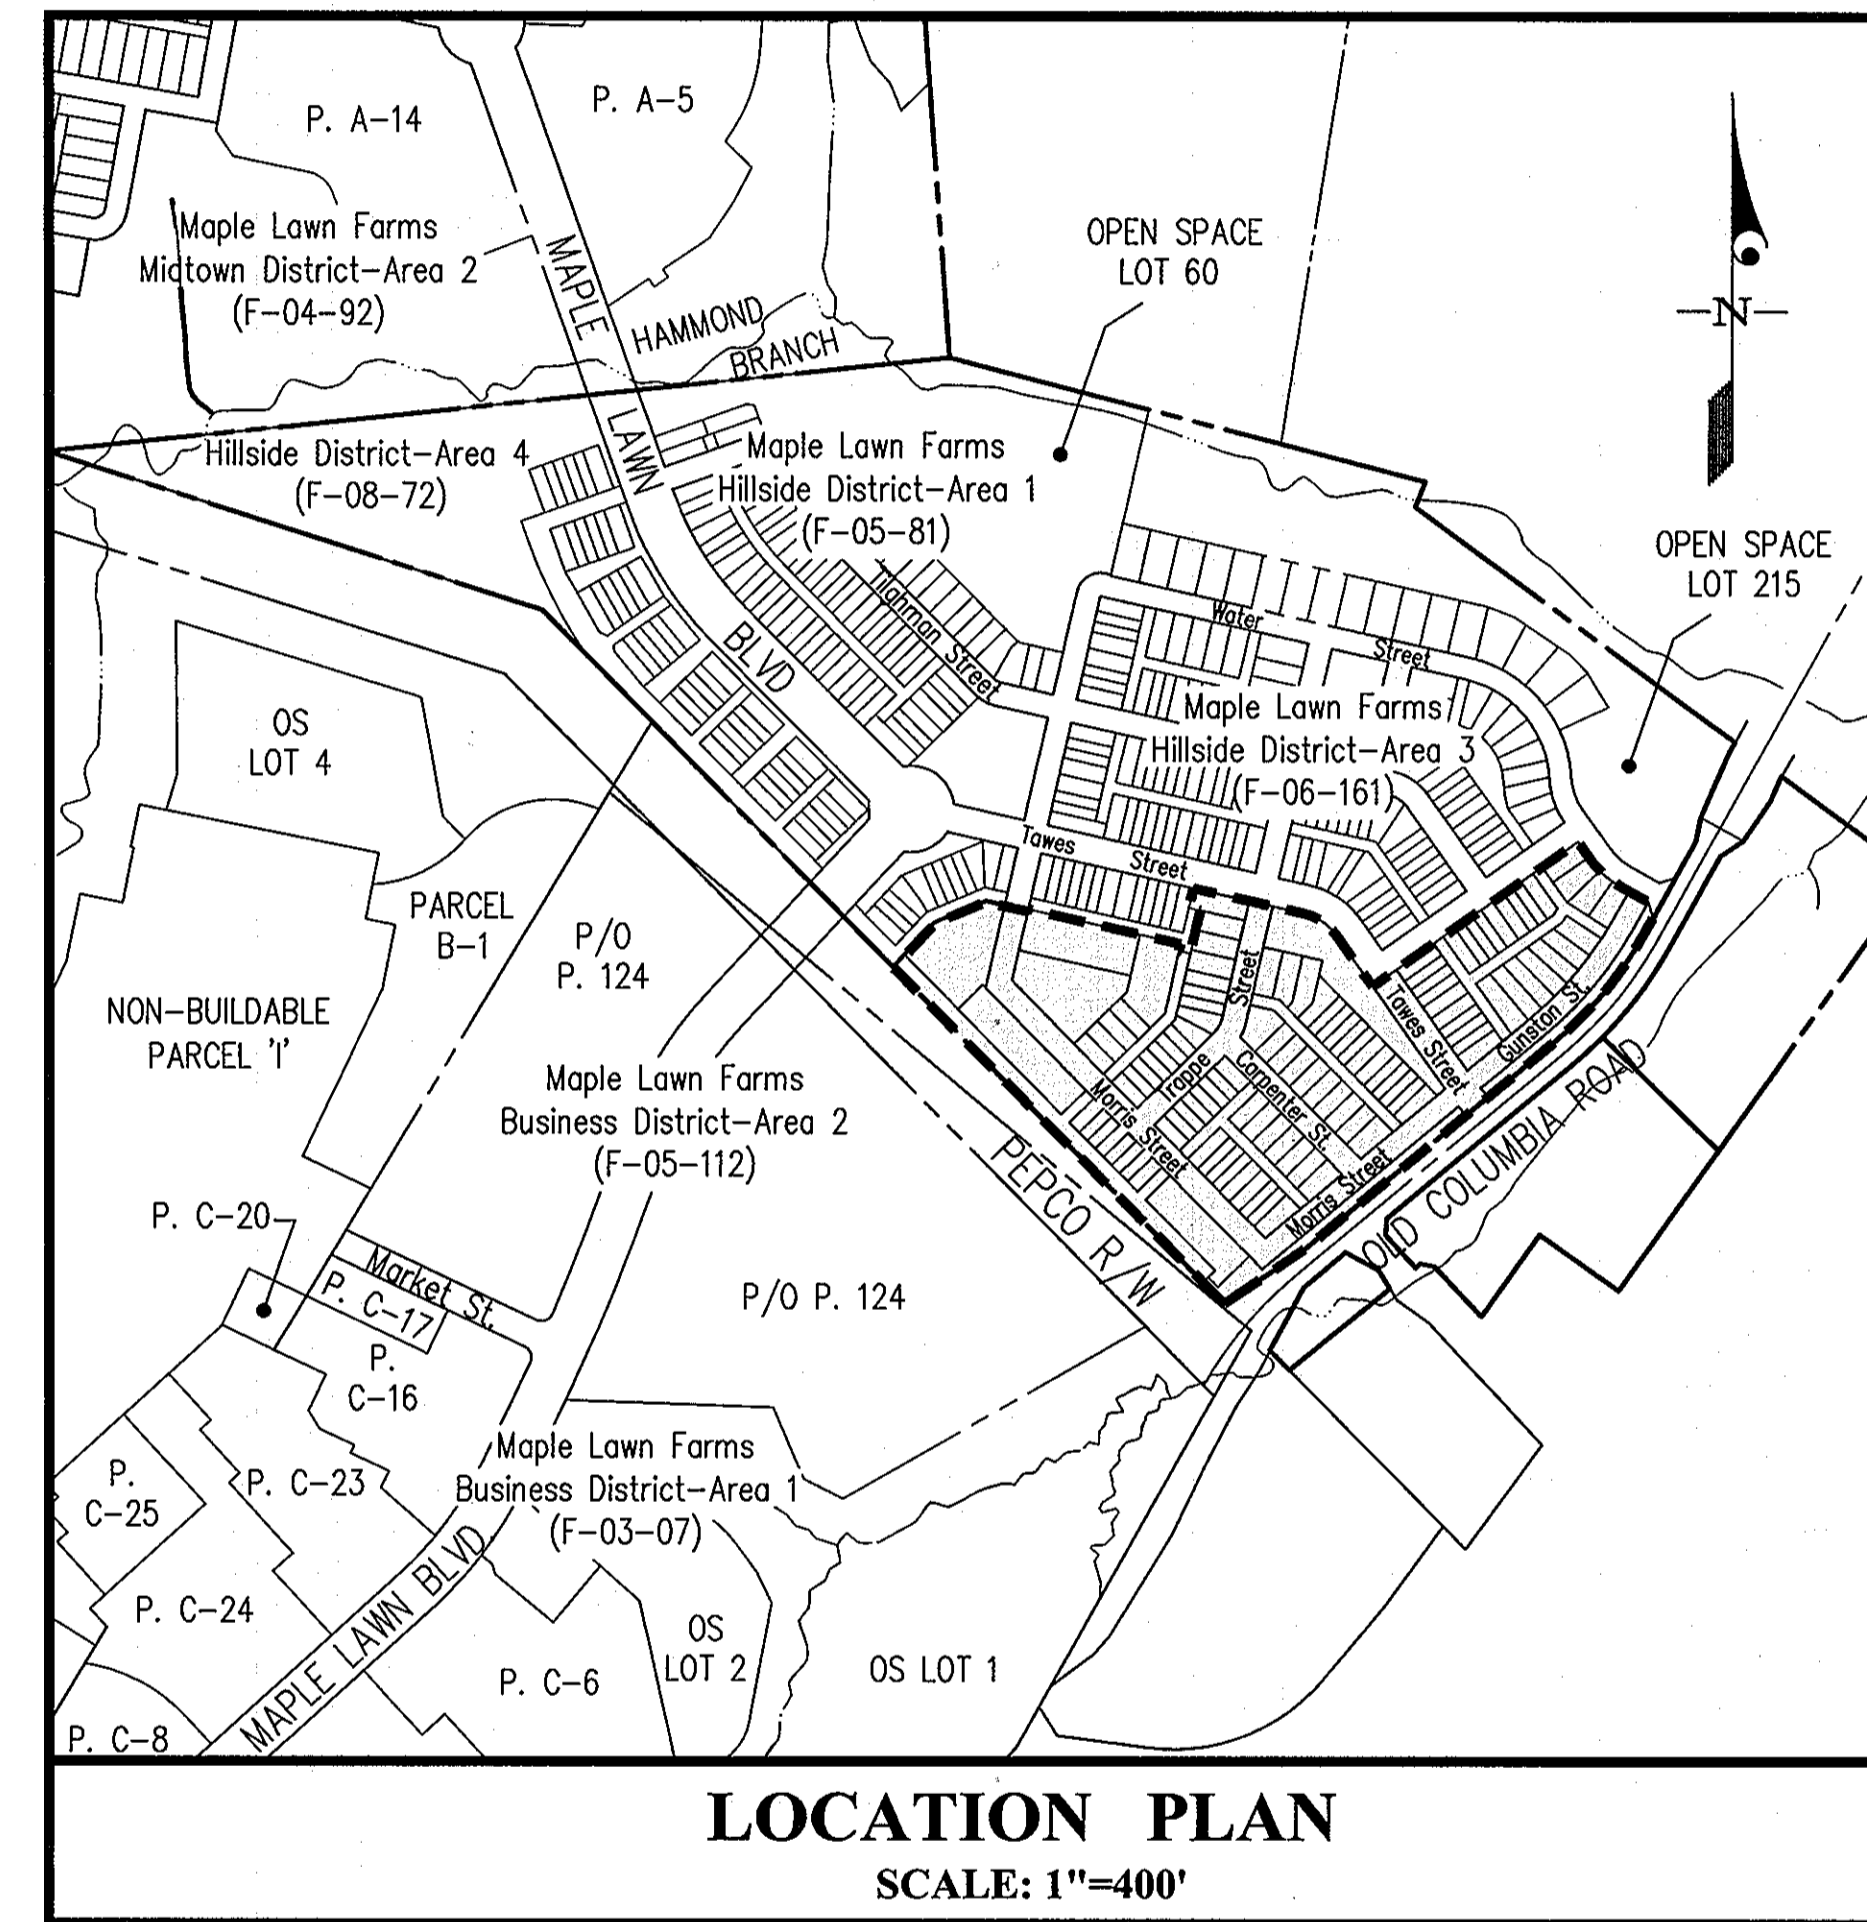 P. A-14
P. A-5
Maple Lawn Farms
Midtown District-Area 2
(F-04-92)
MAPLE
LAWN
BLVD
HAMMOND
BRANCH
OPEN SPACE
LOT 60
-N-
Hillside District-Area 4
(F-08-72)
Maple Lawn Farms
Hillside District-Area 1
(F-05-81)
OPEN SPACE
LOT 215
Street
Water
Street
Maple Lawn Farms
Hillside District-Area 3
(F-06-161)
OS
LOT 4
Tawes
Street
PARCEL
B-1
P/O
P. 124
NON-BUILDABLE
PARCEL 'I'
Street
Tawes Street
Gunston St.
Trappe
Carpenter St.
Morris Street
Morris Street
Maple Lawn Farms
Business District-Area 2
(F-05-112)
PEPCO R/W
OLD COLUMBIA ROAD
P. C-20
Market St.
P. C-17
P.
C-16
P/O P. 124
Maple Lawn Farms
Business District-Area 1
(F-03-07)
P.
C-25
P. C-23
P. C-24
MAPLE LAWN BLVD.
P. C-6
OS
LOT 2
OS LOT 1
P. C-8
LOCATION PLAN
SCALE: 1"=400'